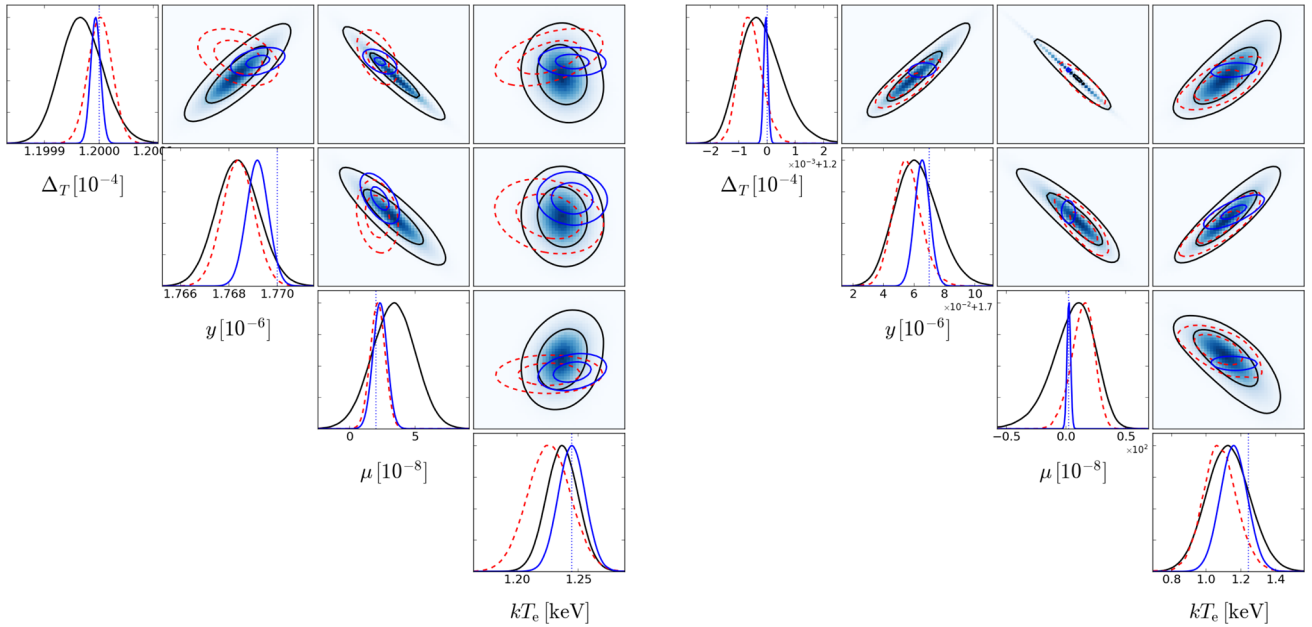 1.1999 1.2000
Δ_T [10^{-4}]
1.766 1.768 1.770
y [10^{-6}]
0 5
μ [10^{-8}]
1.20 1.25
kT_e [keV]
−2 −1 0 1 2
×10^{-3}+1.2
Δ_T [10^{-4}]
2 4 6 8 10
×10^{-2}+1.7
y [10^{-6}]
−0.5 0.0 0.5
×10^2
μ [10^{-8}]
0.8 1.0 1.2 1.4
kT_e [keV]